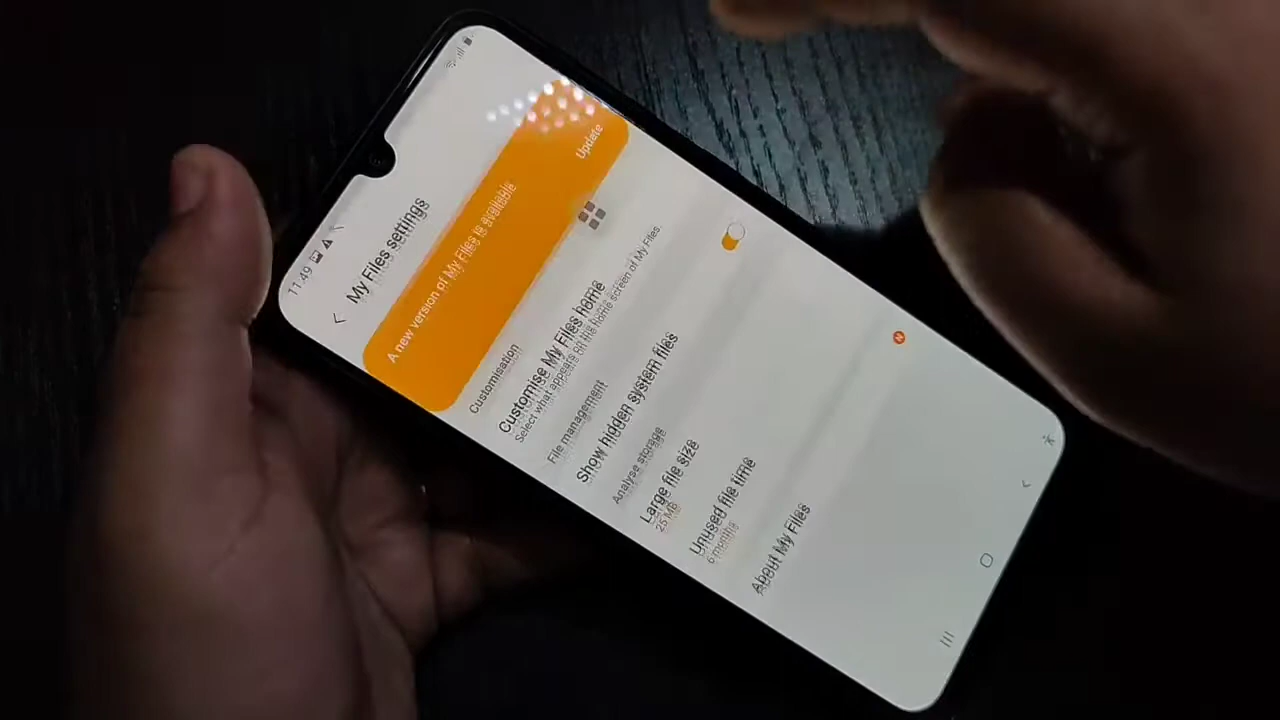 11:49
My Files settings
A new version of My Files is available
Update
Customisation
Customise My Files home
Select what appears on the home screen of My Files.
File management
Show hidden system files
Analyse storage
Large file size
25 MB
Unused file time
6 months
About My Files
N